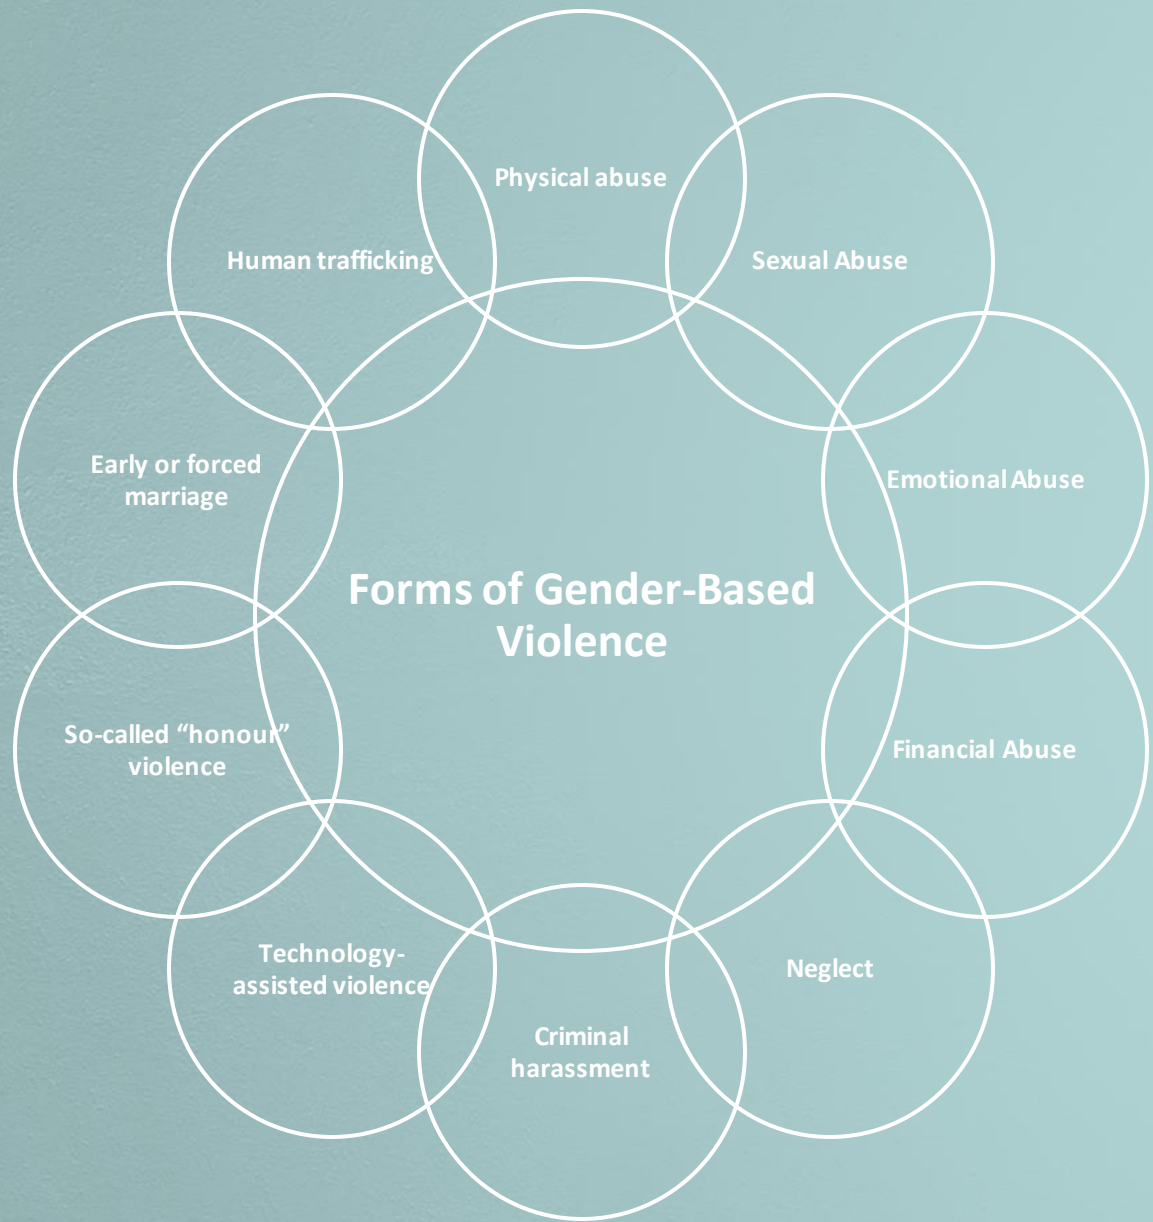 Physical abuse
Sexual Abuse
Emotional Abuse
Financial Abuse
Neglect
Criminal
harassment
Technology-
assisted violence
So-called “honour”
violence
Early or forced
marriage
Human trafficking
Forms of Gender-Based
Violence